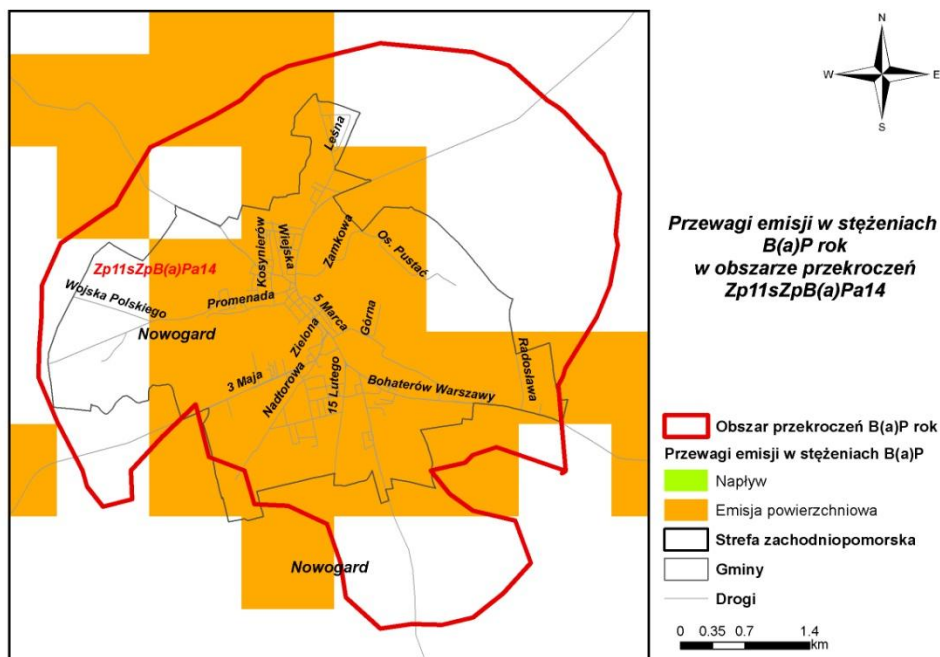 N
W
E
S
Leśna
Kosynierów
Wiejska
Zamkowa
Os. Pustać
Zp11sZpB(a)Pa14
Wojska Polskiego
Promenada
5 Marca
Górna
Nowogard
Zielona
Radosława
3 Maja
Nadtorowa
15 Lutego
Bohaterów Warszawy
Nowogard
Przewagi emisji w stężeniach
B(a)P rok
w obszarze przekroczeń
Zp11sZpB(a)Pa14
Obszar przekroczeń B(a)P rok
Przewagi emisji w stężeniach B(a)P
Napływ
Emisja powierzchniowa
Strefa zachodniopomorska
Gminy
Drogi
0 0.35 0.7 1.4
km